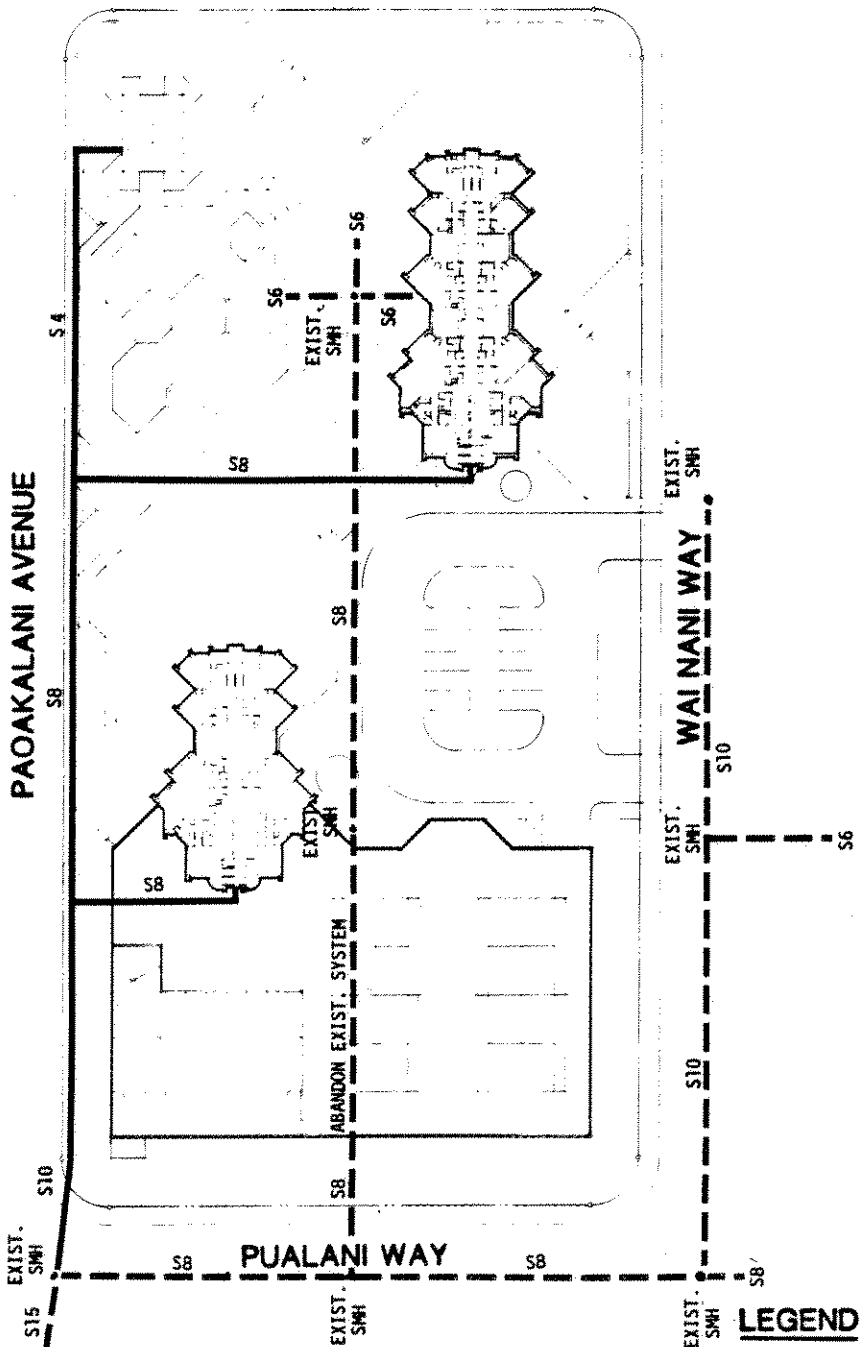 S6
S6
EXIST.
SMH
S6
S4
PAOAKALANI AVENUE
S8
EXIST.
SMH
WAI NANI WAY
S8
S8
S10
EXIST.
SMH
EXIST.
SMH
S6
S8
ABANDON EXIST. SYSTEM
S10
S8
S10
EXIST.
SMH
S8
PUALANI WAY
S8
S8
S15
EXIST.
SMH
EXIST.
SMH
LEGEND